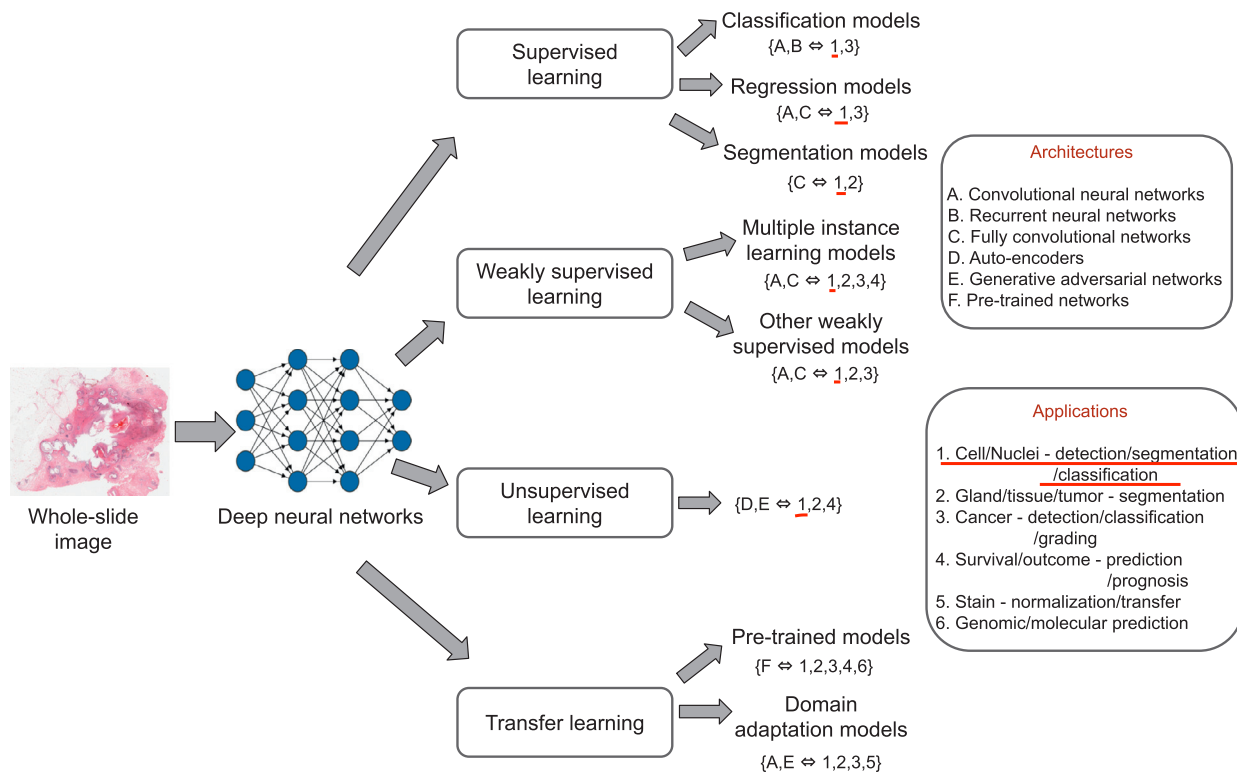 Supervised
learning
Classification models
{A,B ⇔ 1,3}
Regression models
{A,C ⇔ 1,3}
Segmentation models
{C ⇔ 1,2}
Weakly supervised
learning
Multiple instance
learning models
{A,C ⇔ 1,2,3,4}
Other weakly
supervised models
{A,C ⇔ 1,2,3}
Whole-slide
image
Deep neural networks
Unsupervised
learning
{D,E ⇔ 1,2,4}
Transfer learning
Pre-trained models
{F ⇔ 1,2,3,4,6}
Domain
adaptation models
{A,E ⇔ 1,2,3,5}
Architectures
A. Convolutional neural networks
B. Recurrent neural networks
C. Fully convolutional networks
D. Auto-encoders
E. Generative adversarial networks
F. Pre-trained networks
Applications
1. Cell/Nuclei - detection/segmentation
/classification
2. Gland/tissue/tumor - segmentation
3. Cancer - detection/classification
/grading
4. Survival/outcome - prediction
/prognosis
5. Stain - normalization/transfer
6. Genomic/molecular prediction